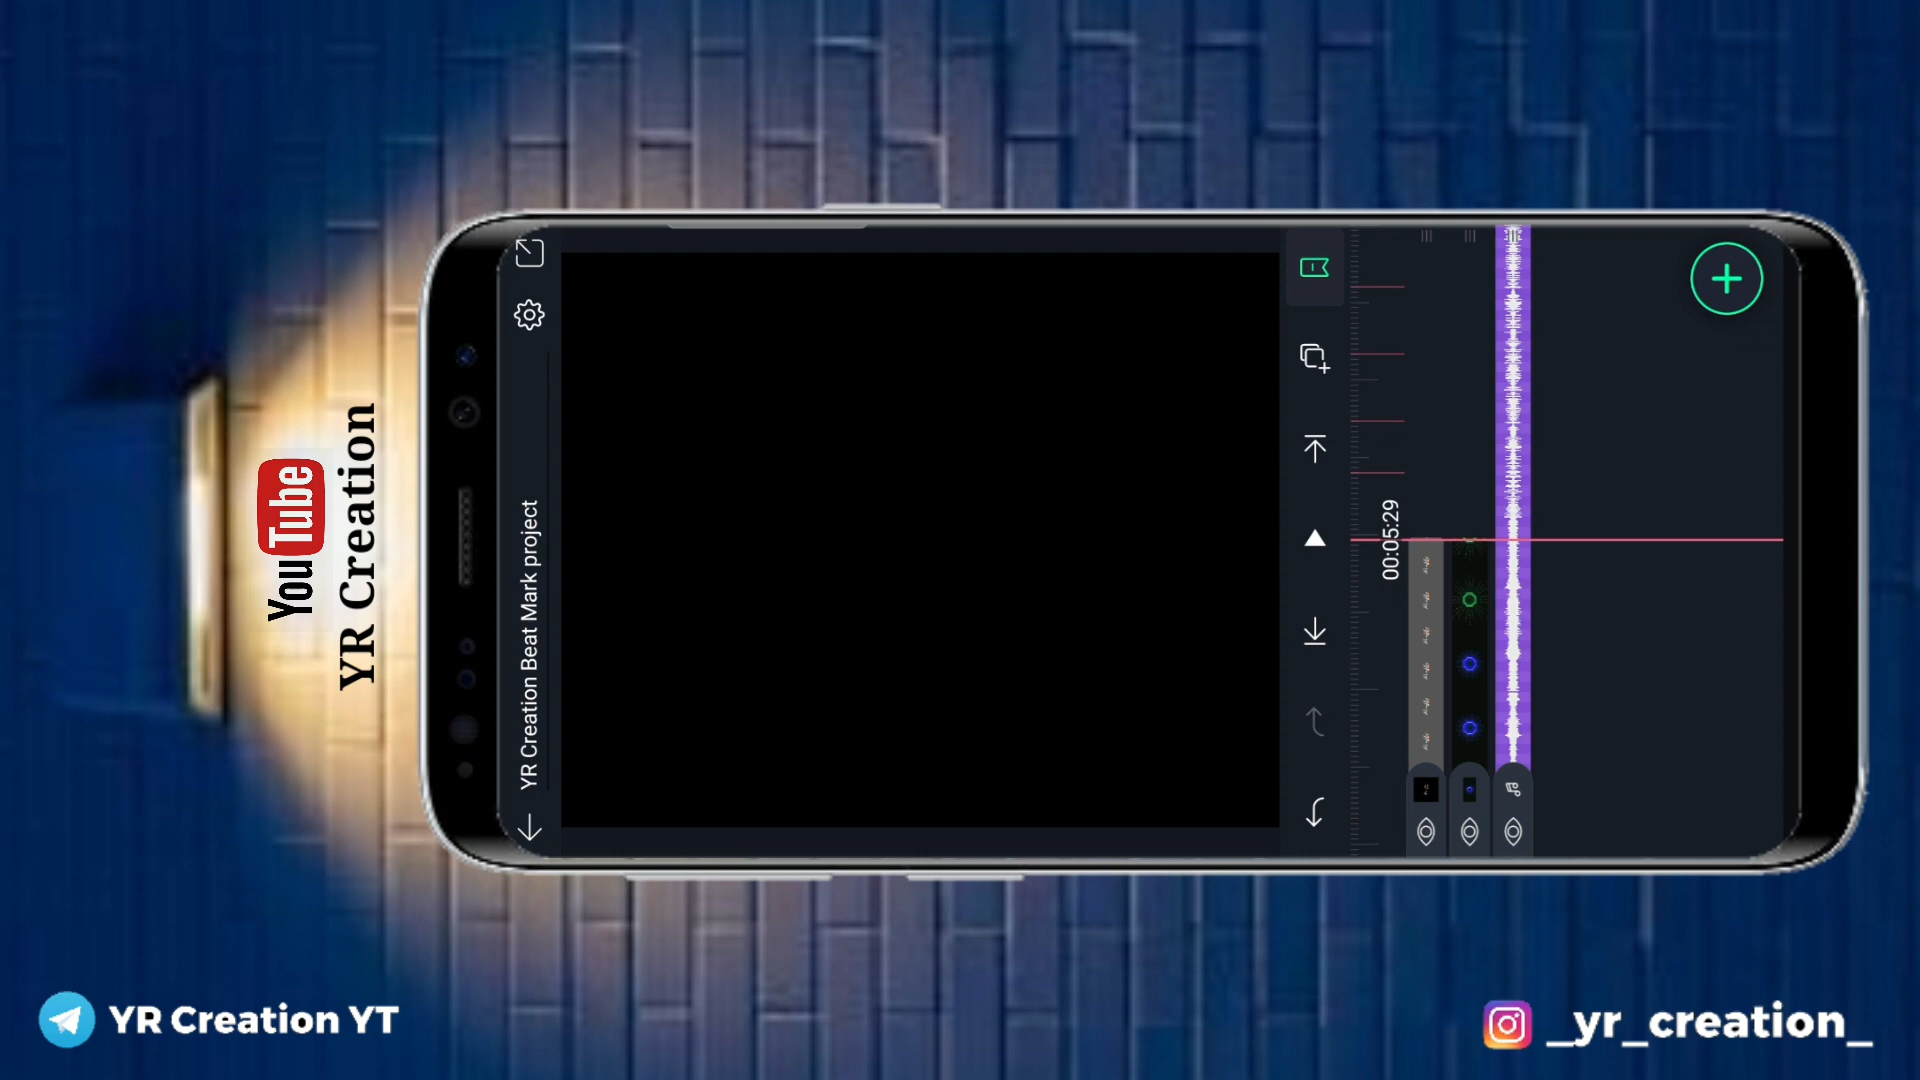 YouTube
YR Creation
YR Creation Beat Mark project
00:05:29
YR Creation YT
_yr_creation_